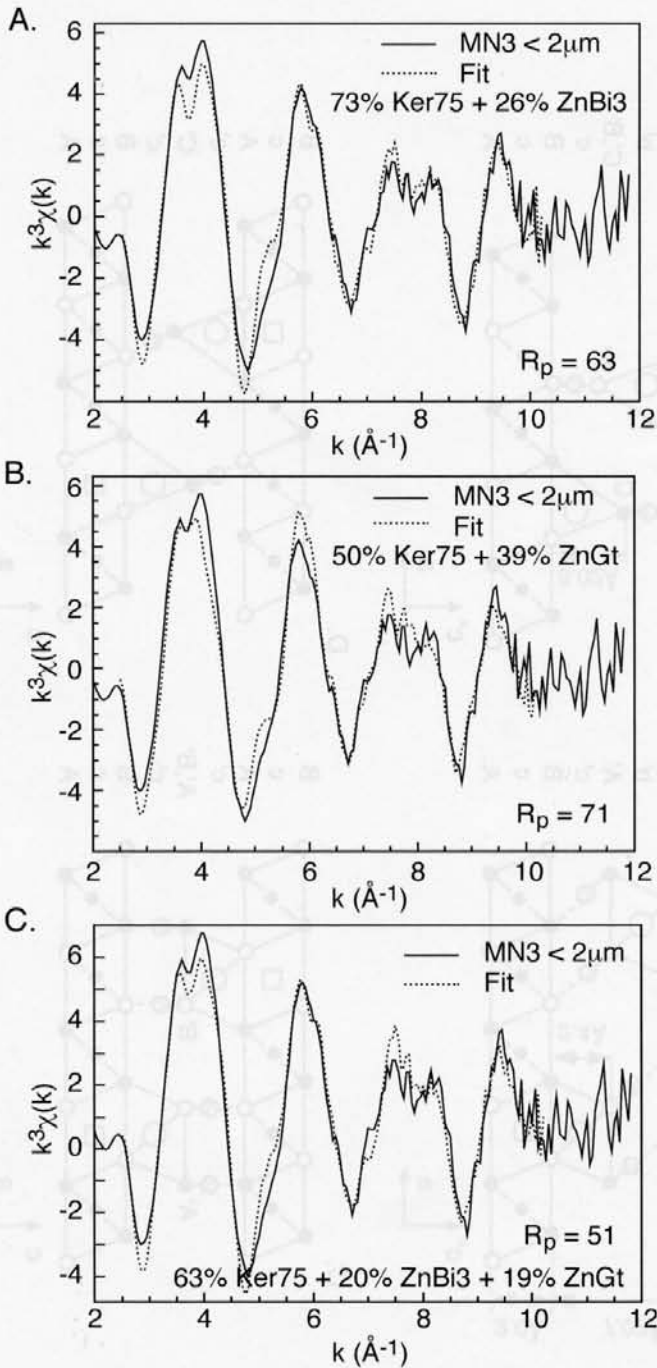 A.
6
4
2
0
-2
-4
k³χ(k)
MN3 < 2μm
Fit
73% Ker75 + 26% ZnBi3
Rp = 63
2 4 6 8 10 12
k (Å-1)
B.
6
4
2
0
-2
-4
k³χ(k)
MN3 < 2μm
Fit
50% Ker75 + 39% ZnGt
Rp = 71
2 4 6 8 10 12
k (Å-1)
C.
6
4
2
0
-2
-4
k³χ(k)
MN3 < 2μm
Fit
Rp = 51
63% Ker75 + 20% ZnBi3 + 19% ZnGt
2 4 6 8 10 12
k (Å-1)